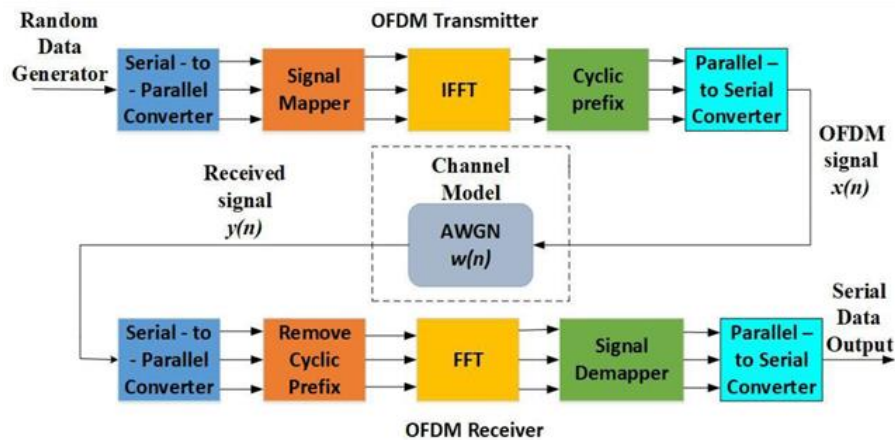 Random
Data
Generator
OFDM Transmitter
Serial - to
- Parallel
Converter
Signal
Mapper
IFFT
Cyclic
prefix
Parallel –
to Serial
Converter
OFDM
signal
x(n)
Channel
Model
AWGN
w(n)
Received
signal
y(n)
Serial - to
- Parallel
Converter
Remove
Cyclic
Prefix
FFT
Signal
Demapper
Parallel –
to Serial
Converter
Serial
Data
Output
OFDM Receiver